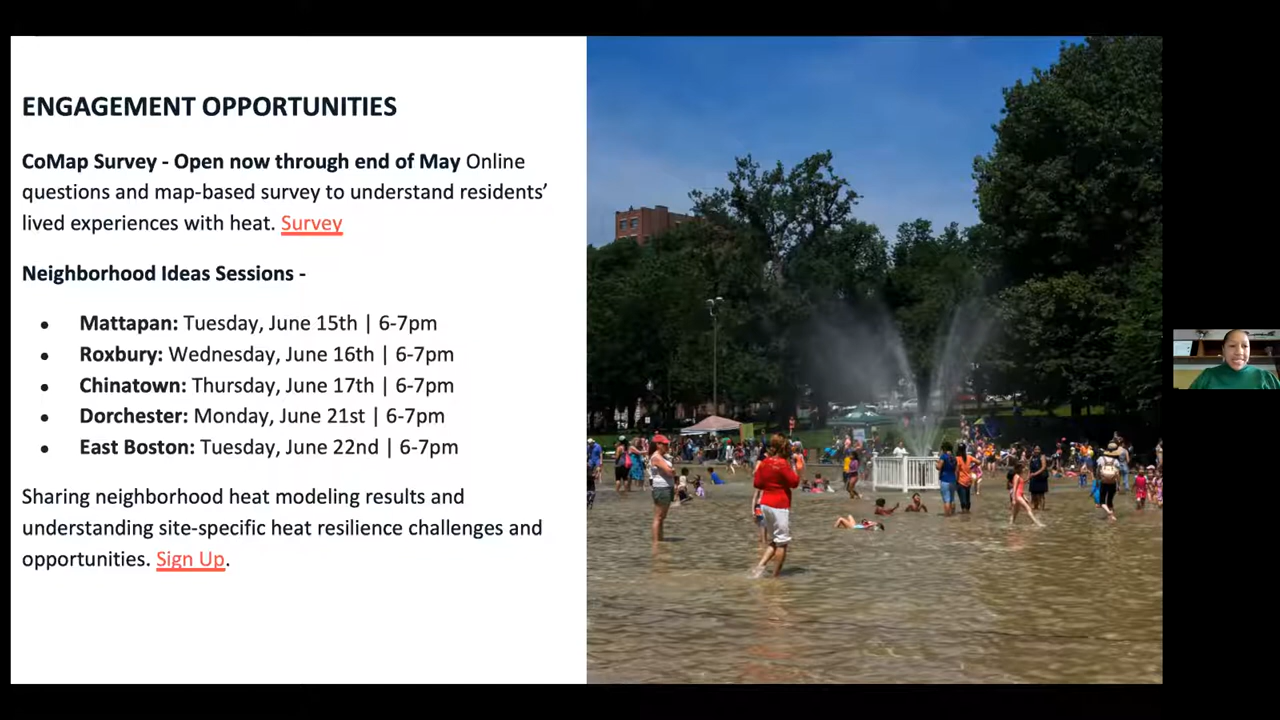 ENGAGEMENT OPPORTUNITIES
CoMap Survey - Open now through end of May Online
questions and map-based survey to understand residents’
lived experiences with heat. Survey
Neighborhood Ideas Sessions -
● Mattapan: Tuesday, June 15th | 6-7pm
● Roxbury: Wednesday, June 16th | 6-7pm
● Chinatown: Thursday, June 17th | 6-7pm
● Dorchester: Monday, June 21st | 6-7pm
● East Boston: Tuesday, June 22nd | 6-7pm
Sharing neighborhood heat modeling results and
understanding site-specific heat resilience challenges and
opportunities. Sign Up.